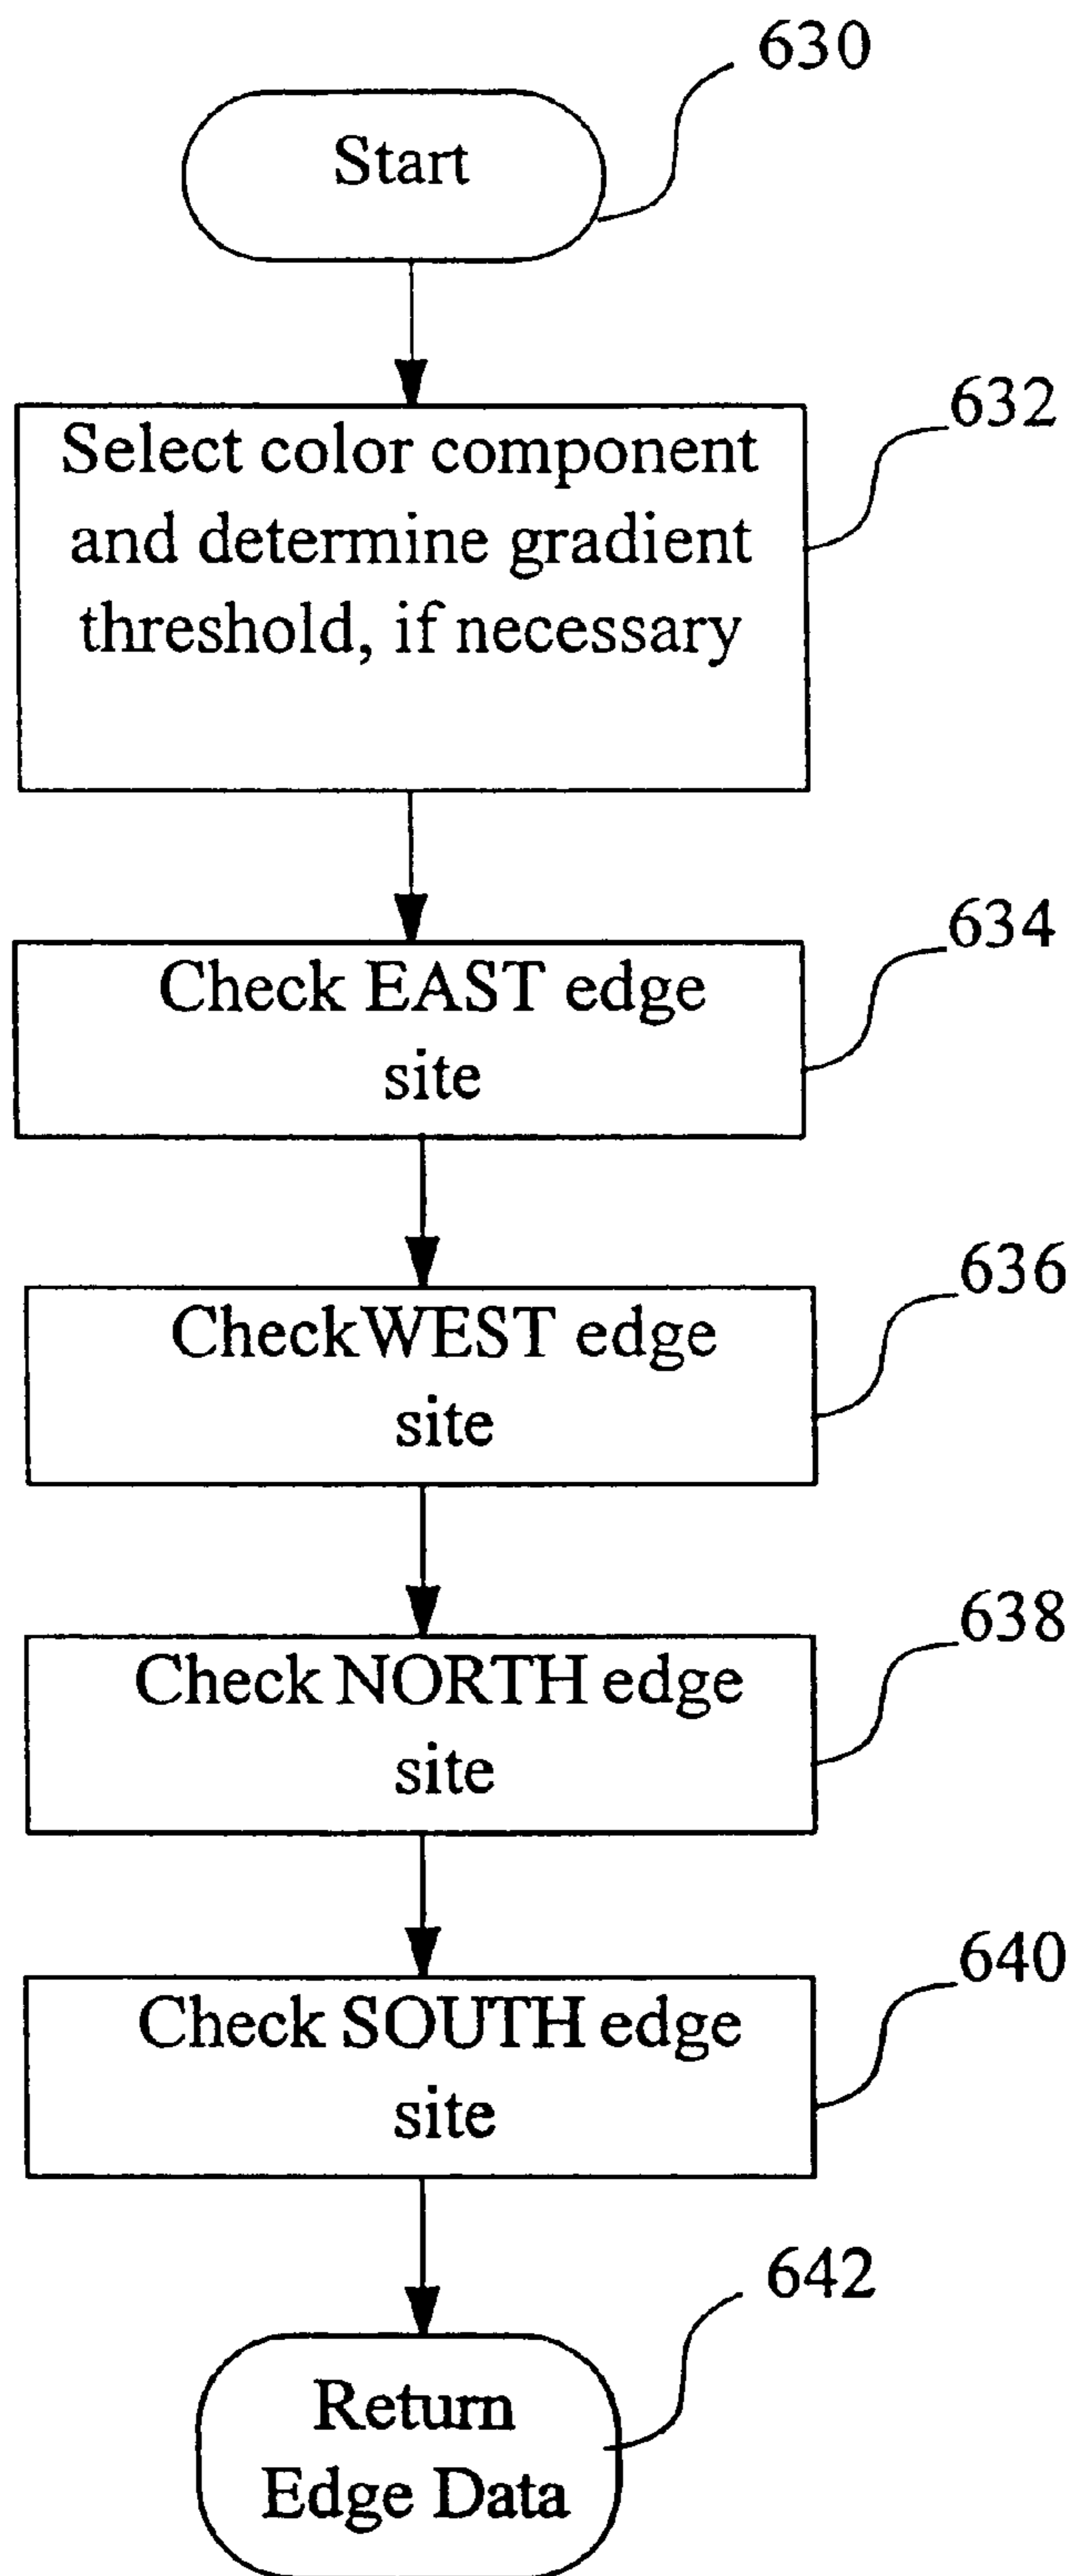 630
Start
632
Select color component
and determine gradient
threshold, if necessary
634
Check EAST edge
site
636
CheckWEST edge
site
638
Check NORTH edge
site
640
Check SOUTH edge
site
642
Return
Edge Data